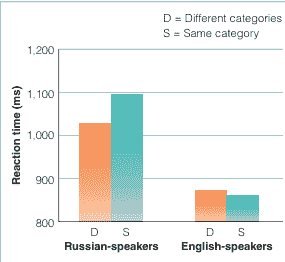 D = Different categories
S = Same category
Reaction time (ms)
1,200
1,100
1,000
900
800
D S D S
Russian-speakers English-speakers